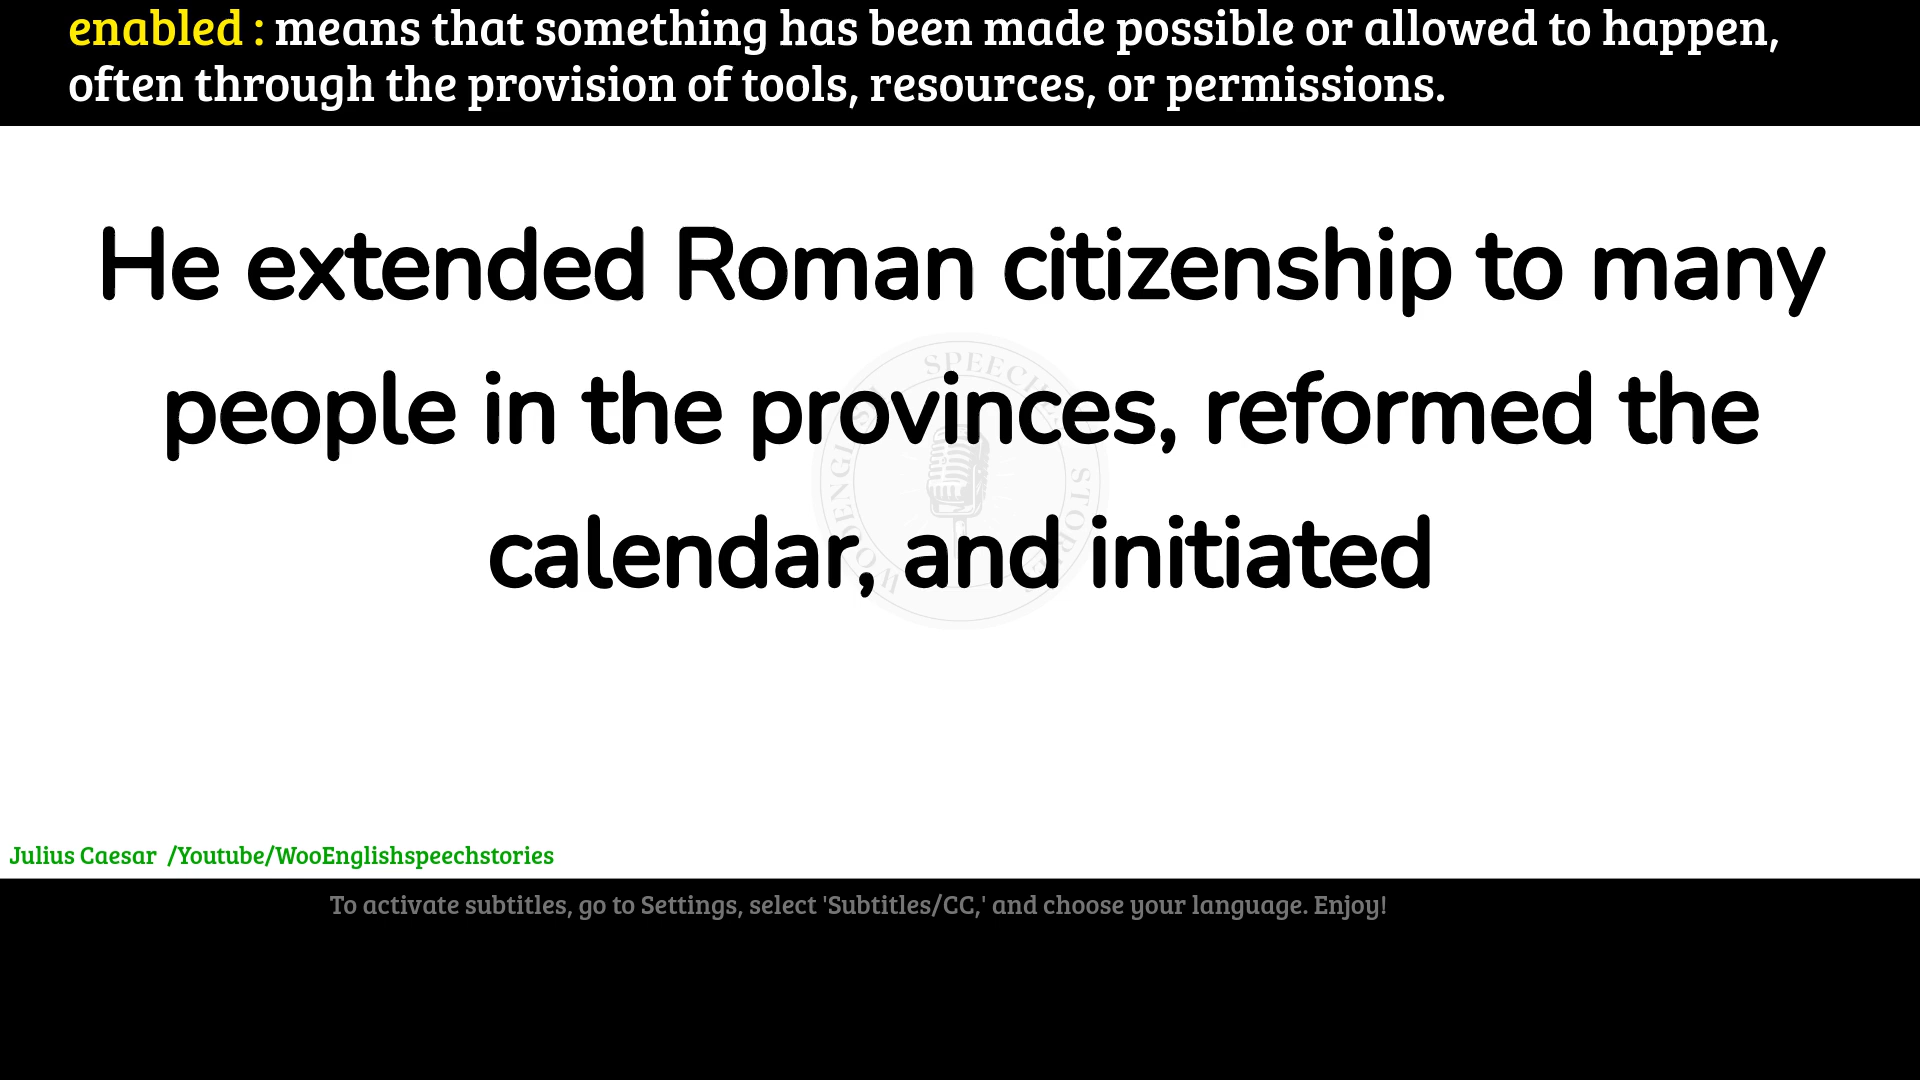 enabled : means that something has been made possible or allowed to happen,
often through the provision of tools, resources, or permissions.
He extended Roman citizenship to many
people in the provinces, reformed the
calendar, and initiated
Julius Caesar /Youtube/WooEnglishspeechstories
To activate subtitles, go to Settings, select 'Subtitles/CC,' and choose your language. Enjoy!